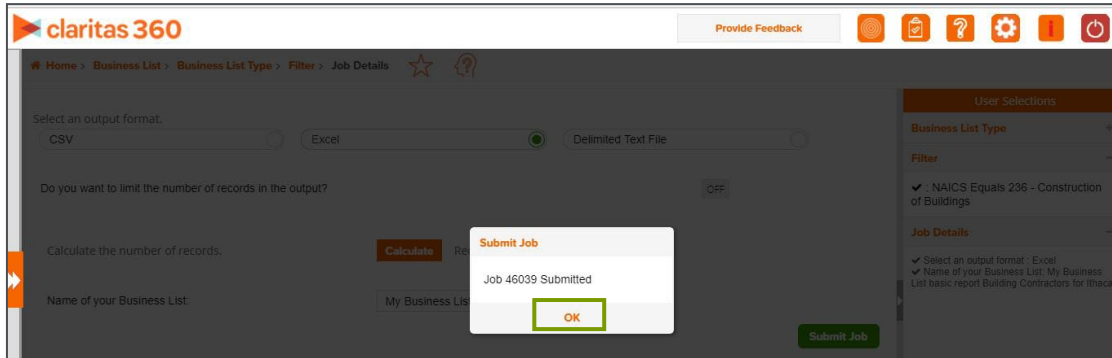 claritas 360
Provide Feedback
Home > Business List > Business List Type > Filter > Job Details
User Selections
Select an output format.
CSV
Excel
Delimited Text File
Business List Type
Filter
Do you want to limit the number of records in the output?
OFF
✔ : NAICS Equals 236 - Construction
of Buildings
Job Details
Submit Job
Calculate the number of records.
Calculate
✔ Select an output format : Excel
✔ Name of your Business List: My Business
List basic report Building Contractors for Ithaca
Job 46039 Submitted
Name of your Business List:
My Business List
OK
Submit Job